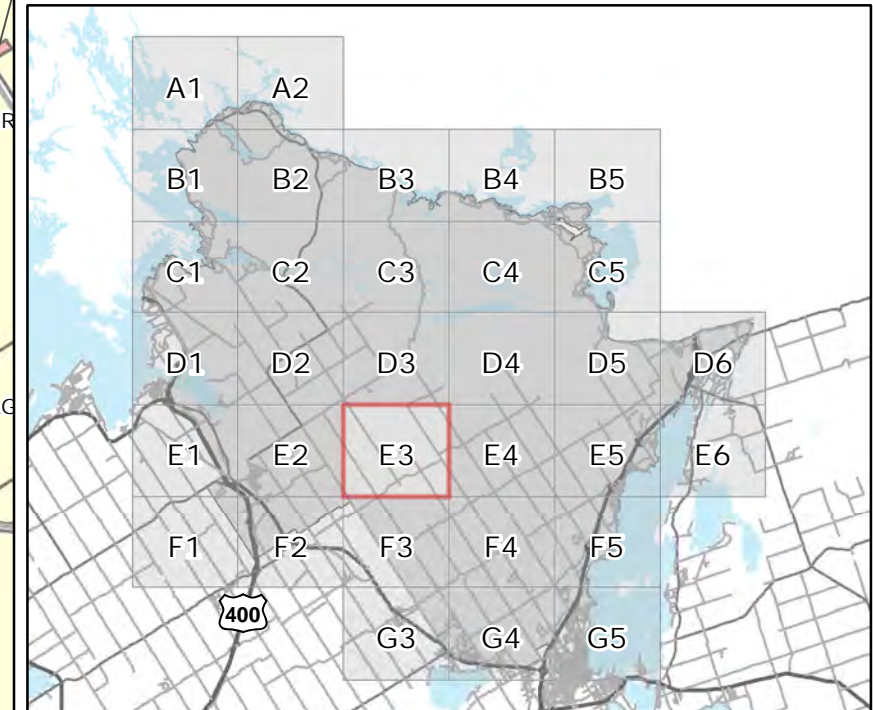 A1 A2
R
B1 B2 B3 B4 B5
C1 C2 C3 C4 C5
D1 D2 D3 D4 D5 D6
G
E1 E2 E3 E4 E5 E6
F1 F2 F3 F4 F5
400
G3 G4 G5